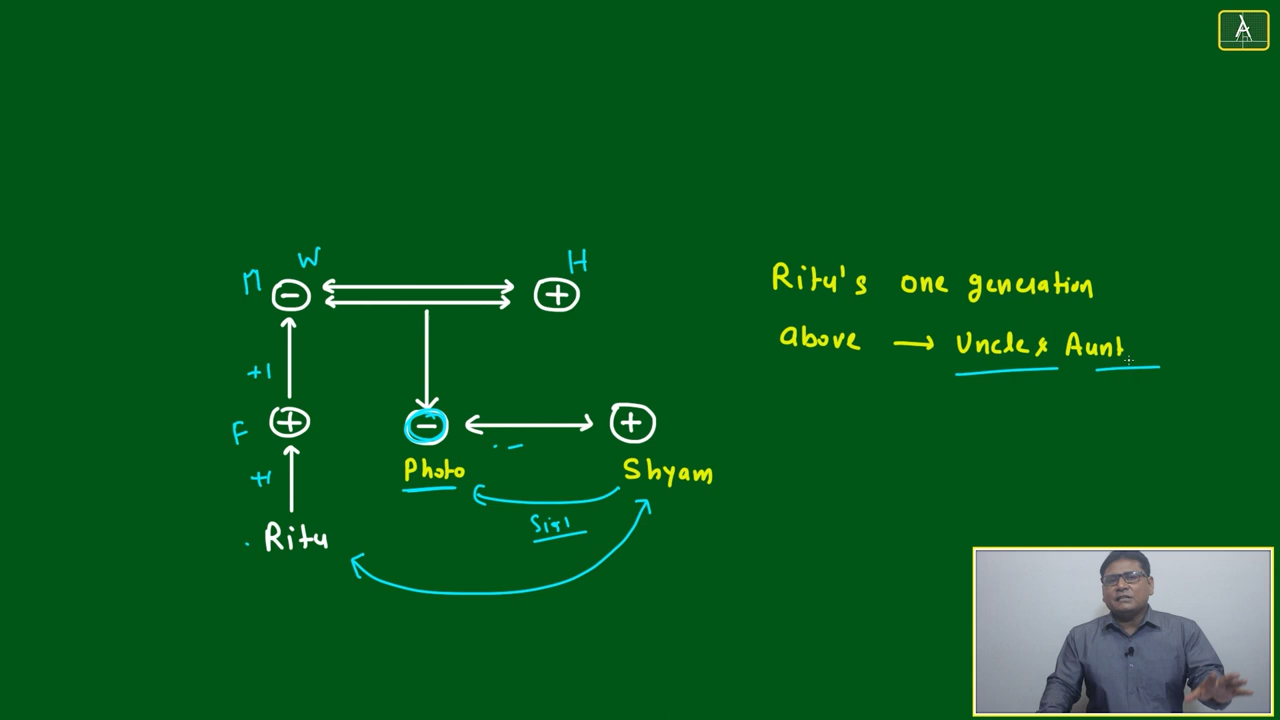 W
H
M
Ritu's one generation
above → Uncle & Aunt
+1
F
Photo
Shyam
+1
Sis
Ritu